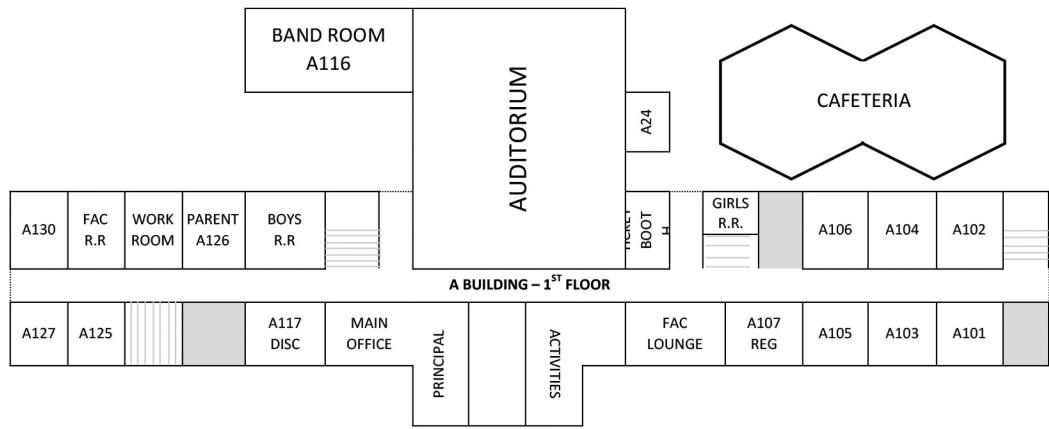 BAND ROOM
A116
AUDITORIUM
A24
CAFETERIA
A130
FAC
R.R
WORK
ROOM
PARENT
A126
BOYS
R.R
BOOT
GIRLS
R.R.
A106
A104
A102
A BUILDING – 1ST FLOOR
A127
A125
A117
DISC
MAIN
OFFICE
PRINCIPAL
ACTIVITIES
FAC
LOUNGE
A107
REG
A105
A103
A101